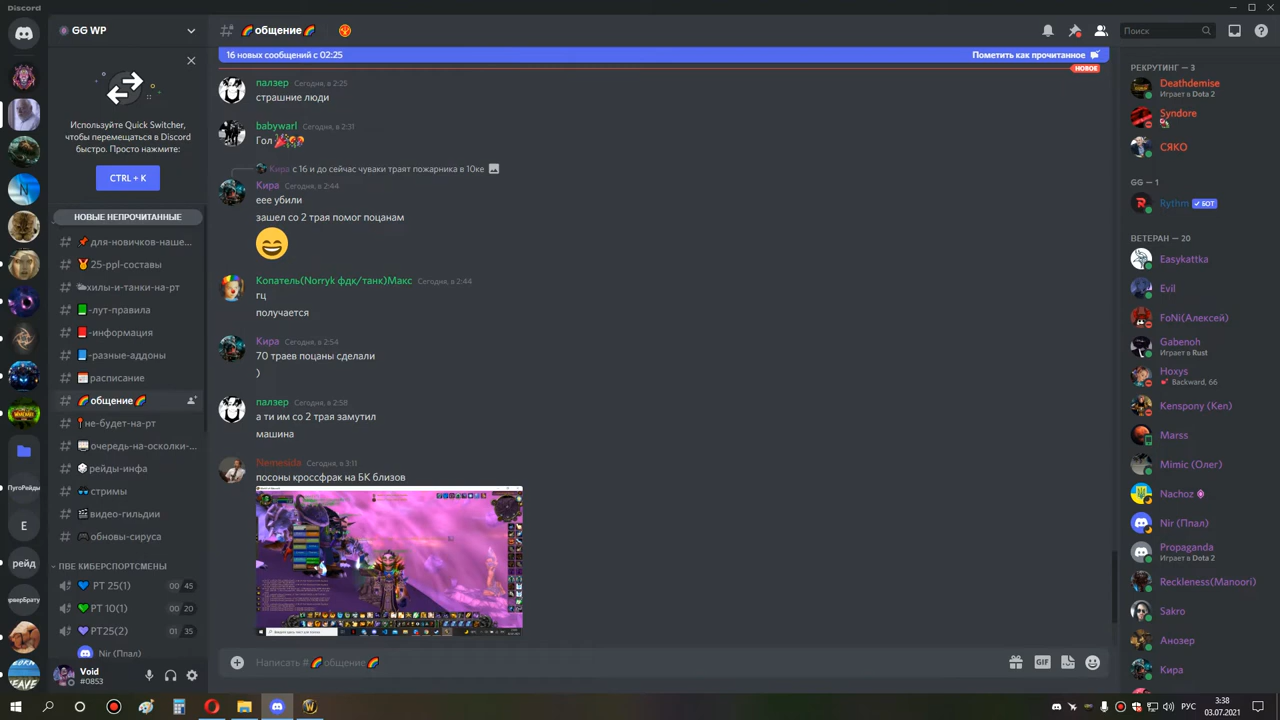 Discord
GG WP
Используйте Quick Switcher,
чтобы перемещаться в Discord
быстро. Просто нажмите:
CTRL + K
НОВЫЕ НЕПРОЧИТАННЫЕ
для-новичков-наше...
25-ppl-составы
хилы-и-танки-на-рт
-лут-правила
-информация
-разные-аддоны
расписание
общение
не-будет-на-рт
очередь-на-осколки-...
рейды-инфа
стримы
видео-гильдии
обновы-сируса
ПВЕ КИБЕРСПОРТСМЕНЫ
РТ 25(1) 00 45
РТ 10(1) 00 20
РТ25(2) 01 35
Nir (Ппал)
ПугоРейды
E
рейд
Void
#0853
общение
Поиск
16 новых сообщений с 02:25
Пометить как прочитанное
НОВОЕ
палзер Сегодня, в 2:25
страшние люди
babywarl Сегодня, в 2:31
Гол
Кира с 16 и до сейчас чуваки траят пожарника в 10ке
Кира Сегодня, в 2:44
еее убили
зашел со 2 трая помог поцанам
Копатель(Norryk фдк/танк)Макс Сегодня, в 2:44
гц
получается
Кира Сегодня, в 2:54
70 траев поцаны сделали
)
палзер Сегодня, в 2:58
а ти им со 2 трая замутил
машина
Nemesida Сегодня, в 3:11
посоны кроссфрак на БК близов
Написать #общение
GIF
РЕКРУТИНГ — 3
Deathdemise
Играет в Dota 2
Syndore
СЯКО
GG — 1
Rythm БОТ
ВЕТЕРАН — 20
Easykattka
Evil
FoNi(Алексей)
Gabenoh
Играет в Rust
Hoxys
Backward, 66
Kenspony (Ken)
Marss
Mimic (Олег)
Nachoz
Nir (Ппал)
Propaganda
Играет в Dota 2
Reckleness(Manoori)
Sakro
Анозер
Кира
РУС
3:38
03.07.2021